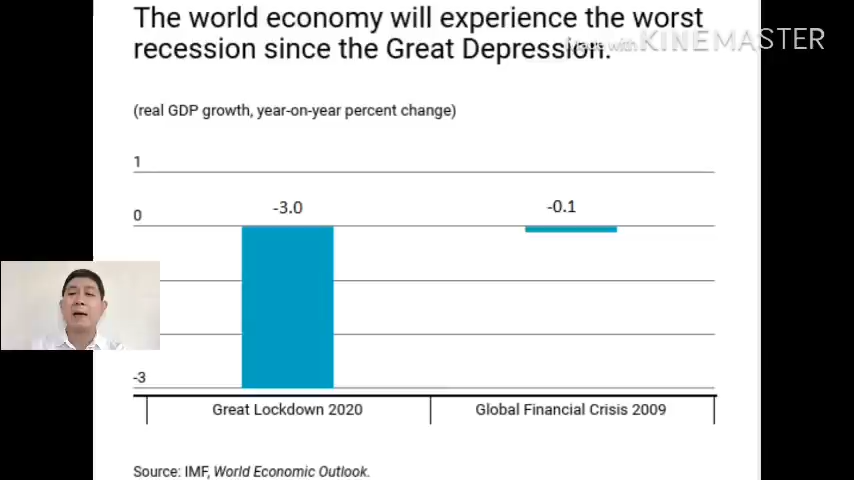 The world economy will experience the worst
recession since the Great Depression.
Made with KINEMASTER
(real GDP growth, year-on-year percent change)
1
-3.0
-0.1
0
-3
Great Lockdown 2020
Global Financial Crisis 2009
Source: IMF, World Economic Outlook.